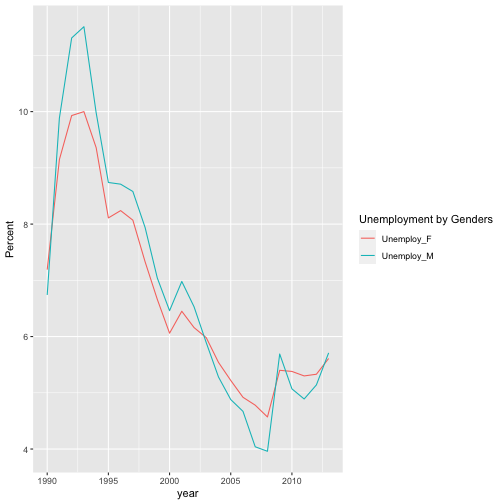 10
8
6
4
Percent
1990 1995 2000 2005 2010
year
Unemployment by Genders
Unemploy_F
Unemploy_M